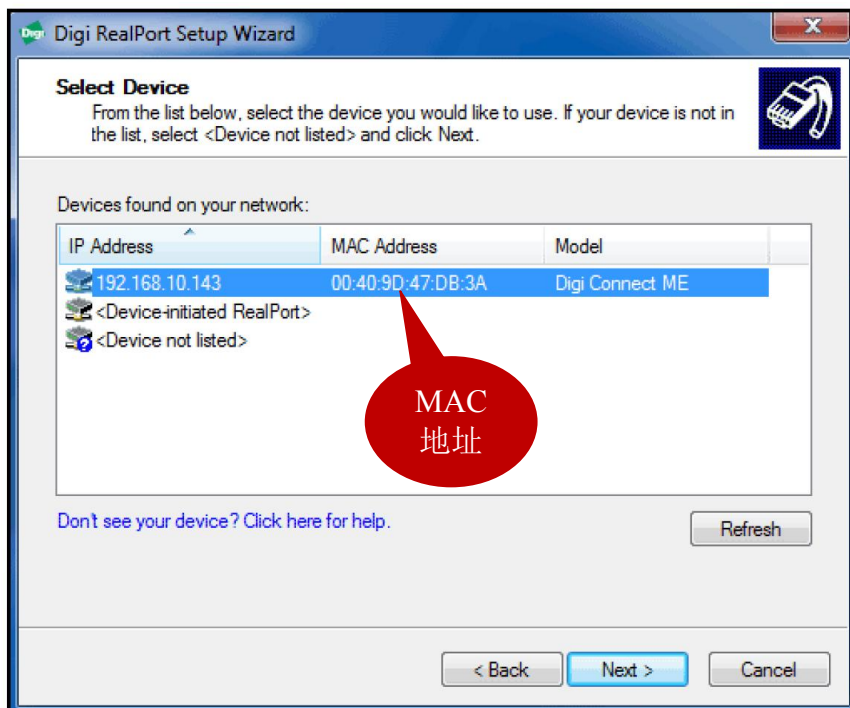 Digi Digi RealPort Setup Wizard
Select Device
From the list below, select the device you would like to use. If your device is not in
the list, select <Device not listed> and click Next.
Devices found on your network:
IP Address MAC Address Model
192.168.10.143 00:40:9D:47:DB:3A Digi Connect ME
<Device-initiated RealPort>
<Device not listed>
MAC
地址
Don't see your device? Click here for help.
Refresh
< Back Next > Cancel